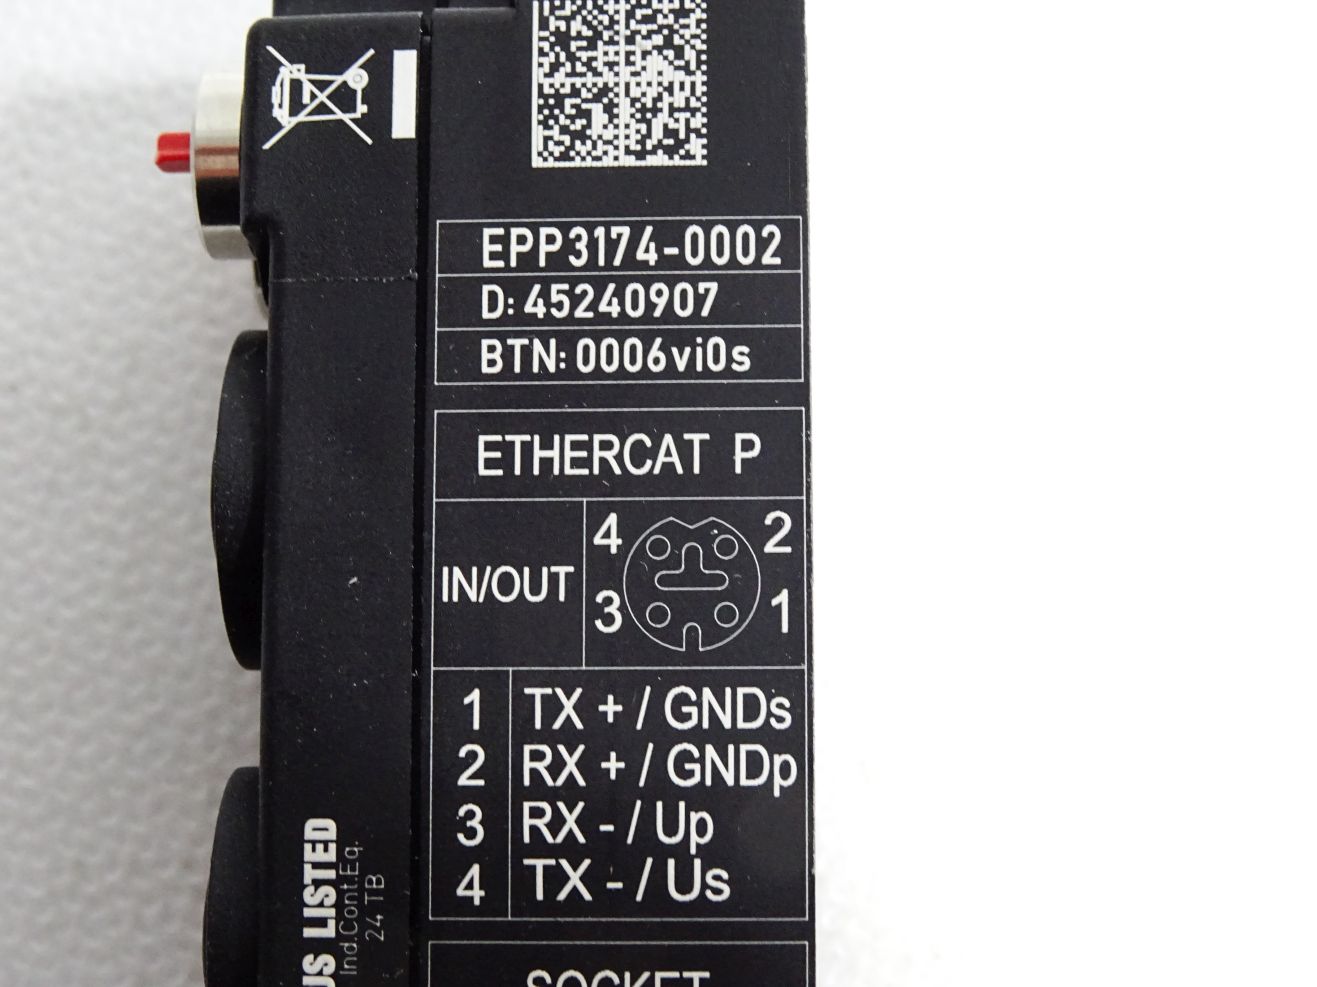 EPP3174-0002
D: 45240907
BTN: 0006vi0s
ETHERCAT P
IN/OUT
4 2
3 1
1 TX + / GNDs
2 RX + / GNDp
3 RX - / Up
4 TX - / Us
SOCKET
US LISTED
Ind.Cont.Eq.
24 TB